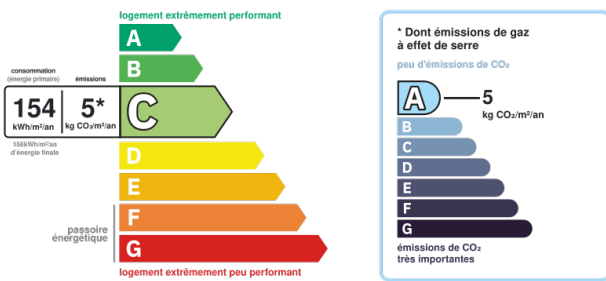 logement extrêmement performant
A
B
consommation
(énergie primaire)
émissions
154
kWh/m²/an
5*
kg CO₂/m²/an
C
156kWh/m²/an
d'énergie finale
D
E
F
G
passoire
énergétique
logement extrêmement peu performant
* Dont émissions de gaz
à effet de serre
peu d'émissions de CO₂
A
5
kg CO₂/m²/an
B
C
D
E
F
G
émissions de CO₂
très importantes